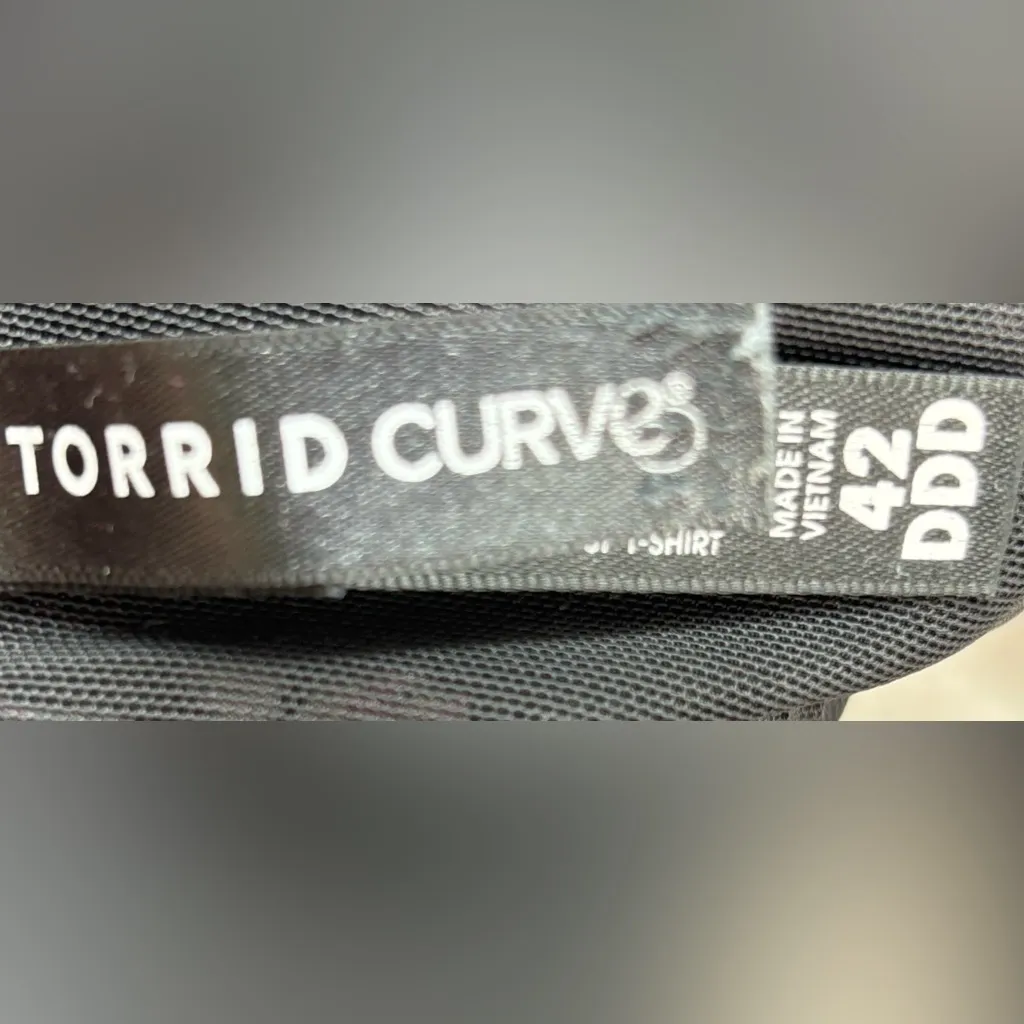 TORRID CURVE®
T-SHIRT
MADE IN
VIETNAM
42
DDD